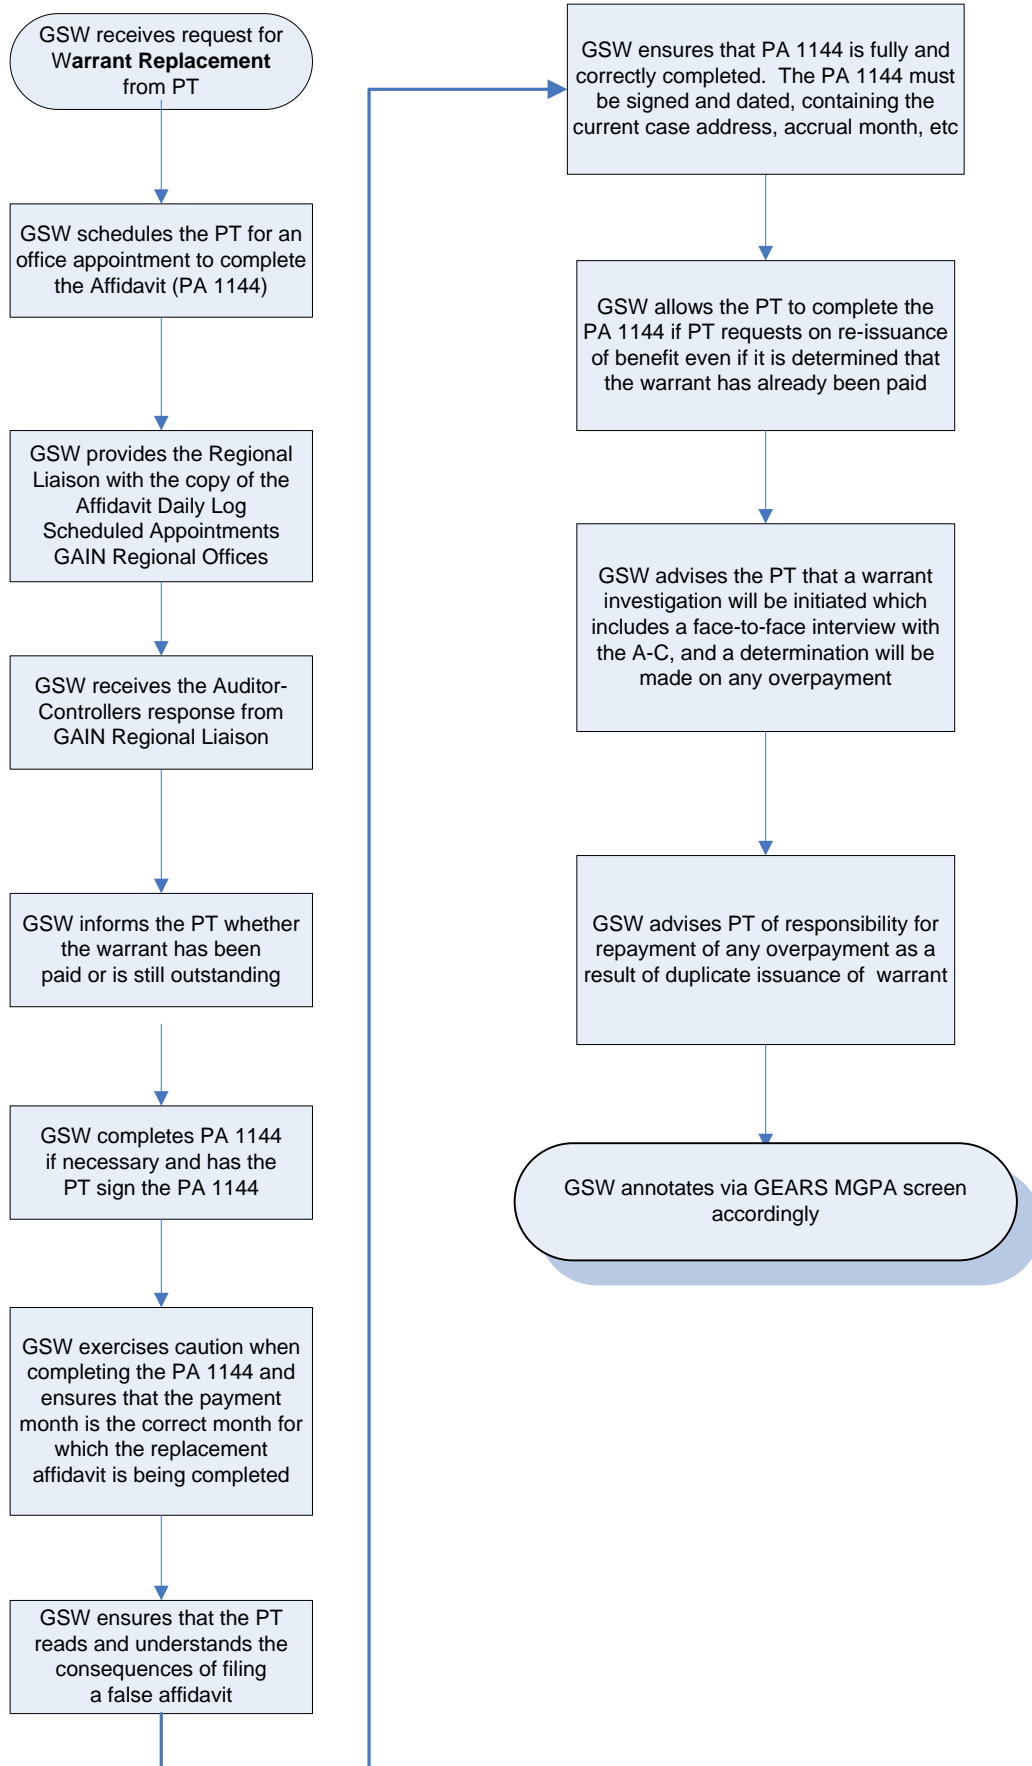 GSW receives request for
Warrant Replacement
from PT
GSW schedules the PT for an
office appointment to complete
the Affidavit (PA 1144)
GSW provides the Regional
Liaison with the copy of the
Affidavit Daily Log
Scheduled Appointments
GAIN Regional Offices
GSW receives the Auditor-
Controllers response from
GAIN Regional Liaison
GSW informs the PT whether
the warrant has been
paid or is still outstanding
GSW completes PA 1144
if necessary and has the
PT sign the PA 1144
GSW exercises caution when
completing the PA 1144 and
ensures that the payment
month is the correct month for
which the replacement
affidavit is being completed
GSW ensures that the PT
reads and understands the
consequences of filing
a false affidavit
GSW ensures that PA 1144 is fully and
correctly completed. The PA 1144 must
be signed and dated, containing the
current case address, accrual month, etc
GSW allows the PT to complete the
PA 1144 if PT requests on re-issuance
of benefit even if it is determined that
the warrant has already been paid
GSW advises the PT that a warrant
investigation will be initiated which
includes a face-to-face interview with
the A-C, and a determination will be
made on any overpayment
GSW advises PT of responsibility for
repayment of any overpayment as a
result of duplicate issuance of warrant
GSW annotates via GEARS MGPA screen
accordingly